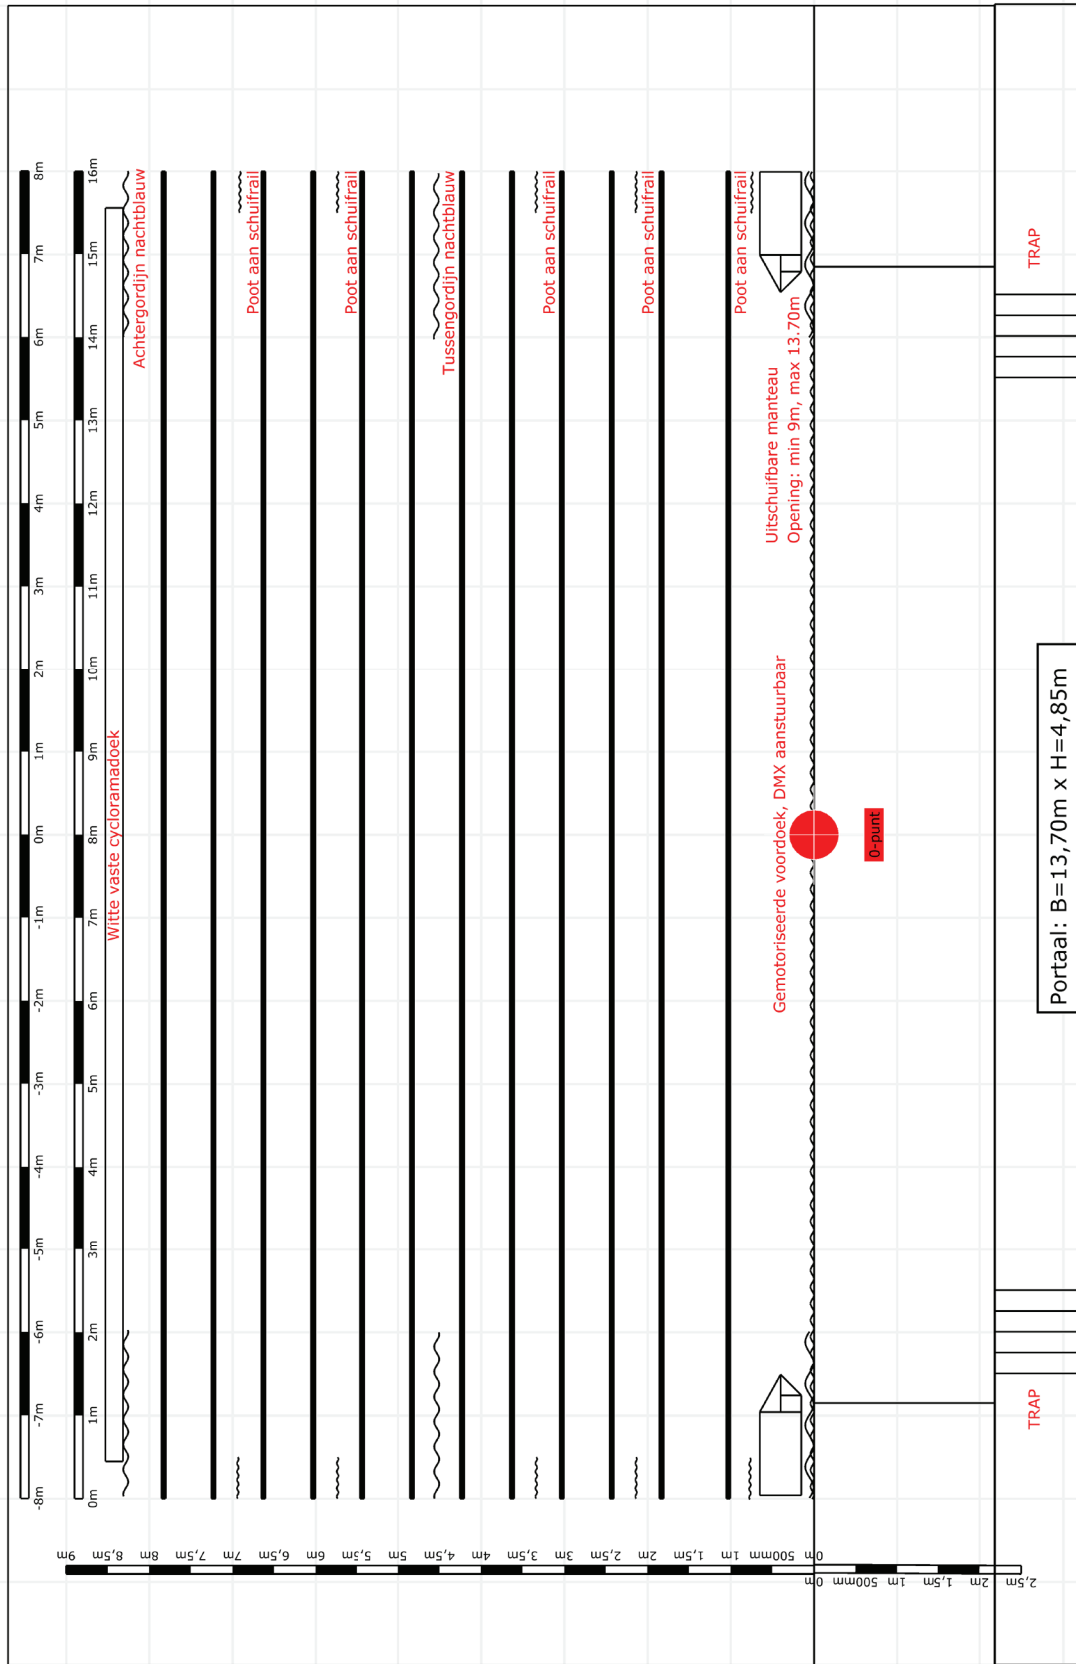 8m
7m
6m
5m
4m
3m
2m
1m
0m
-1m
-2m
-3m
-4m
-5m
-6m
-7m
-8m
16m
15m
14m
13m
12m
11m
10m
9m
8m
7m
6m
5m
4m
3m
2m
1m
0m
Witte vaste cycloramadoek
Achtergordijn nachtblauw
Poot aan schuifrail
Poot aan schuifrail
Tussengordijn nachtblauw
Poot aan schuifrail
Poot aan schuifrail
Poot aan schuifrail
Uitschuifbare manteau
Opening: min 9m, max 13.70m
Gemotoriseerde voordoek, DMX aanstuurbaar
0-punt
TRAP
TRAP
Portaal: B=13,70m x H=4,85m
9m
8,5m
8m
7,5m
7m
6,5m
6m
5,5m
5m
4,5m
4m
3,5m
3m
2,5m
2m
1,5m
1m
500mm
0m
0m
500mm
1m
1,5m
2m
2,5m